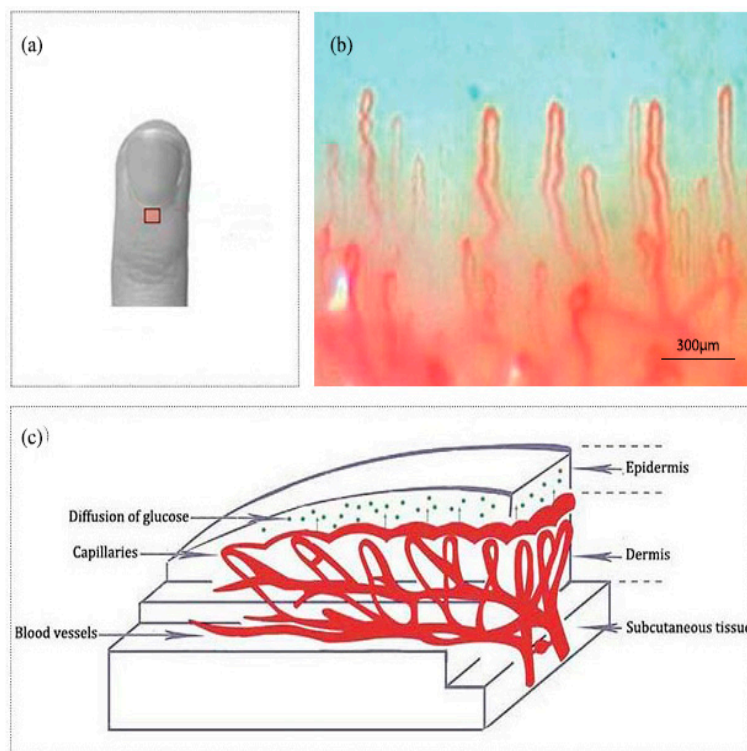 (a)
(b)
300μm
(c)
Epidermis
Diffusion of glucose
Capillaries
Dermis
Blood vessels
Subcutaneous tissue